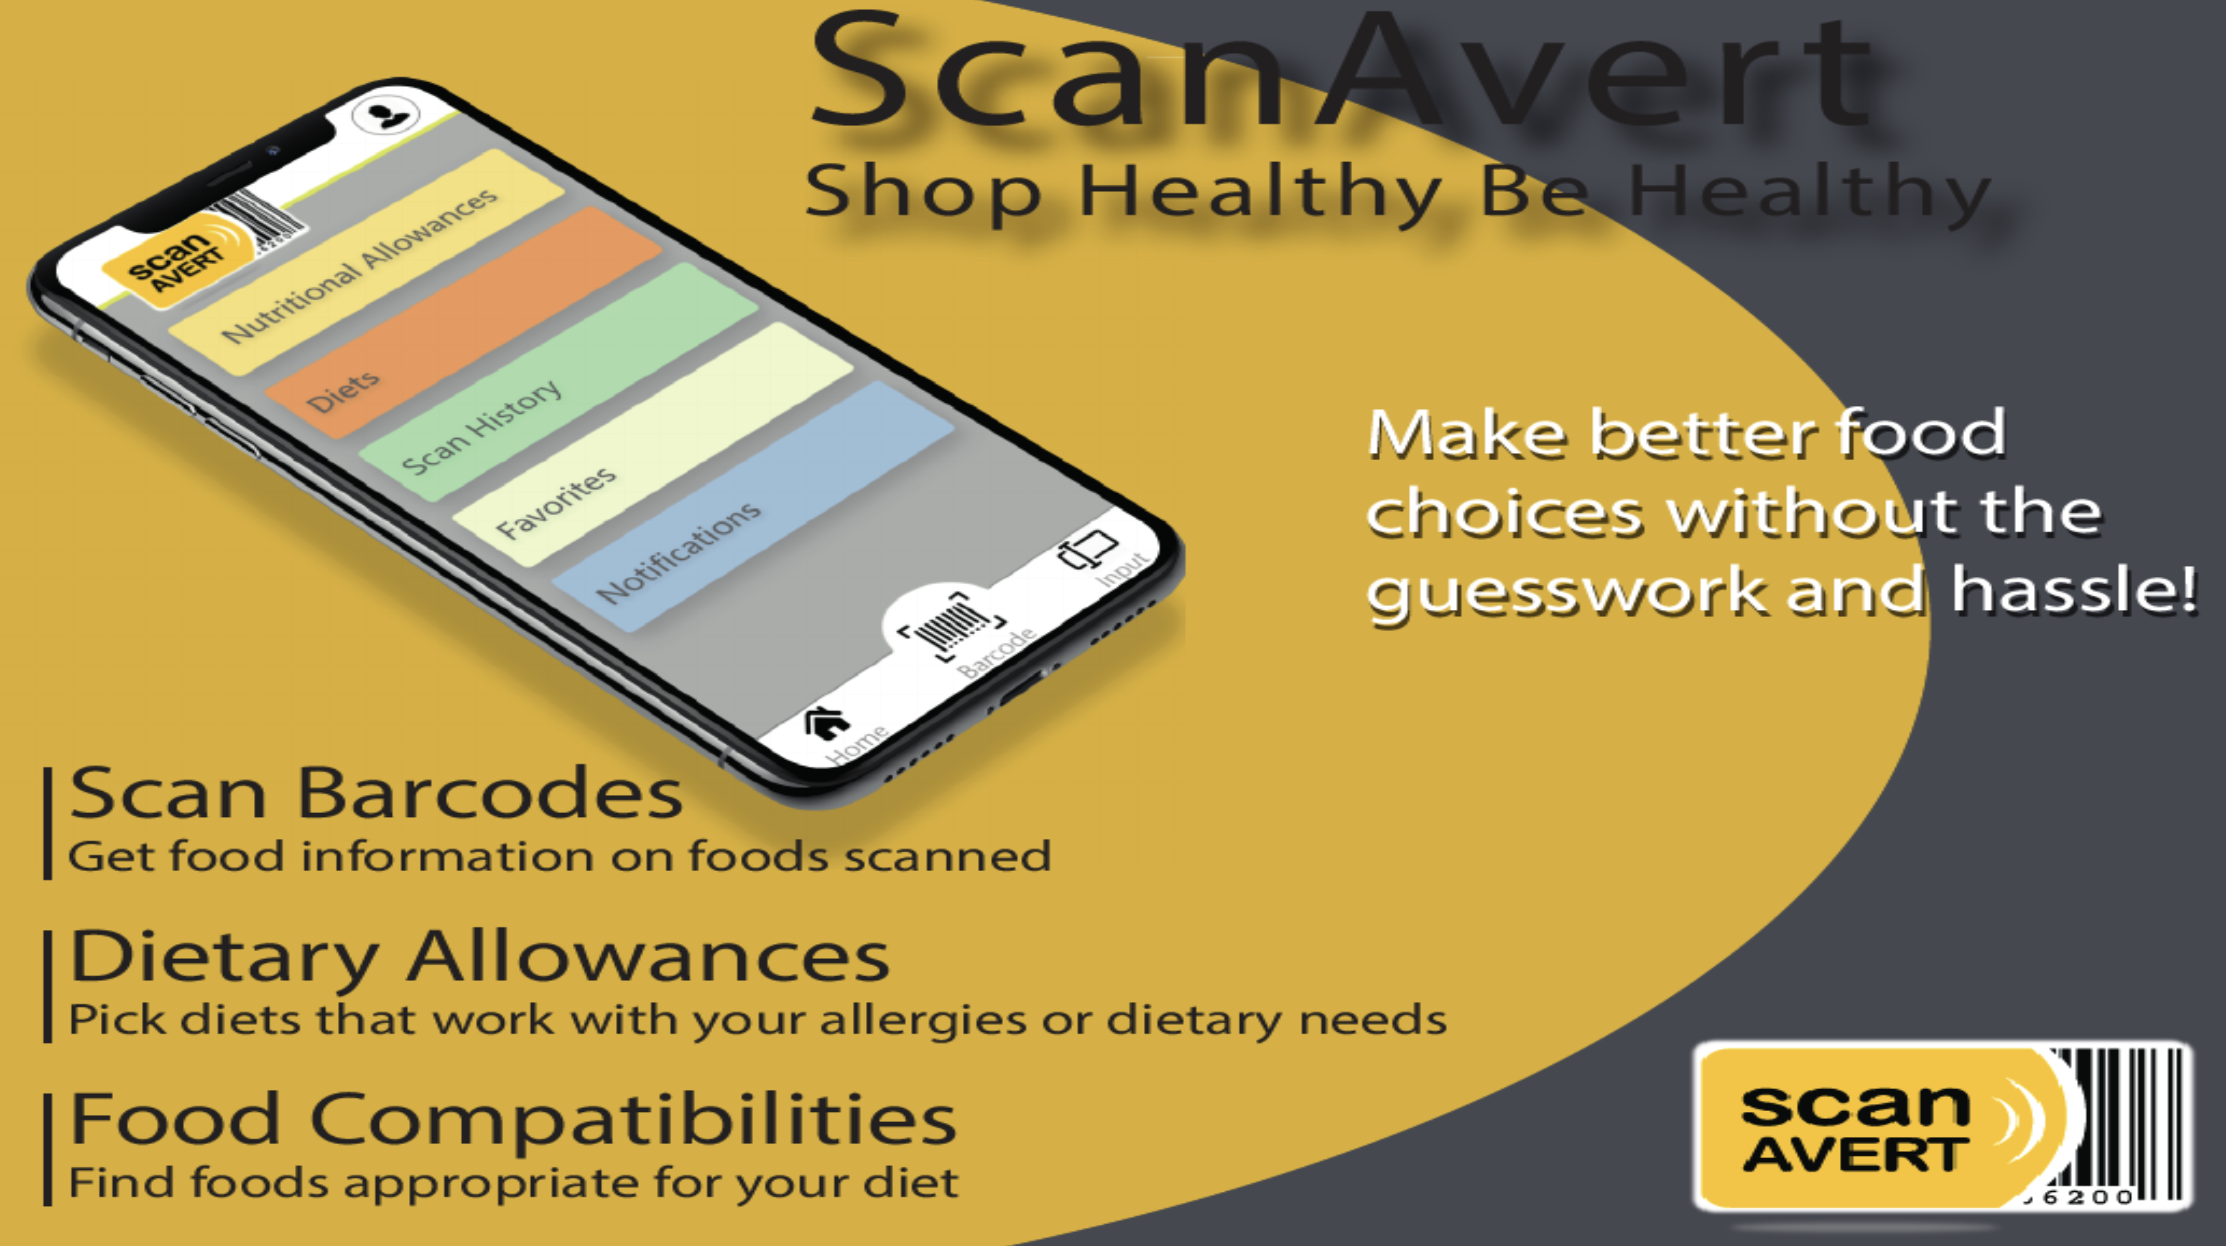 ScanAvert
Shop Healthy Be Healthy
scan
AVERT
Nutritional Allowances
Diets
Scan History
Favorites
Notifications
Home
Barcode
Input
Make better food
choices without the
guesswork and hassle!
Scan Barcodes
Get food information on foods scanned
Dietary Allowances
Pick diets that work with your allergies or dietary needs
Food Compatibilities
Find foods appropriate for your diet
scan
AVERT
6200